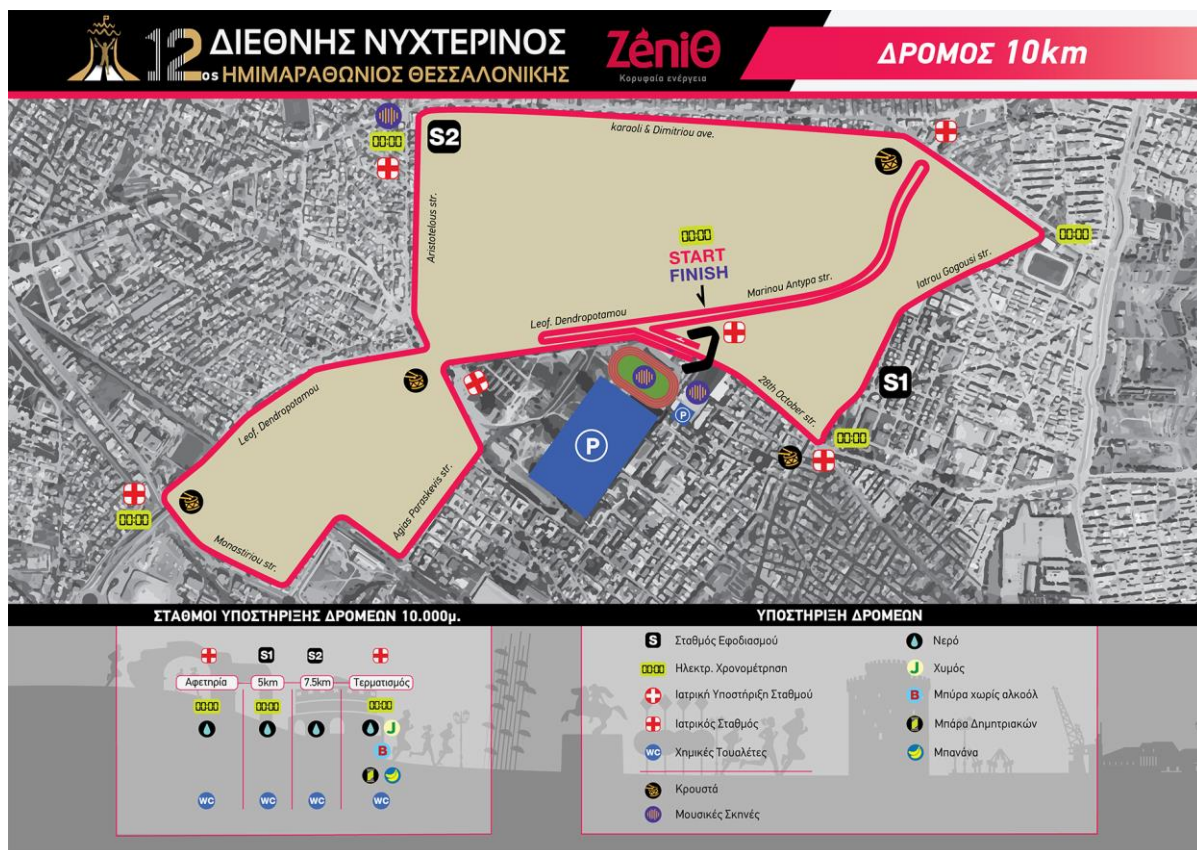 12ος ΔΙΕΘΝΗΣ ΝΥΧΤΕΡΙΝΟΣ
ΗΜΙΜΑΡΑΘΩΝΙΟΣ ΘΕΣΣΑΛΟΝΙΚΗΣ
ZéniΘ
Κορυφαία ενέργεια
ΔΡΟΜΟΣ 10km
00:00
S2
karaoli & Dimitriou ave.
Aristotelous str.
00:00
START
FINISH
00:00
Marinou Antypa str.
Iatrou Gogousi str.
Leof. Dendropotamou
28th October str.
S1
00:00
P
P
Leof. Dendropotamou
Agias Paraskevis str.
00:00
Monastiriou str.
ΣΤΑΘΜΟΙ ΥΠΟΣΤΗΡΙΞΗΣ ΔΡΟΜΕΩΝ 10.000μ.
S1 S2
Αφετηρία 5km 7.5km Τερματισμός
00:00 00:00 00:00
J
B
WC WC WC WC
ΥΠΟΣΤΗΡΙΞΗ ΔΡΟΜΕΩΝ
S Σταθμός Εφοδιασμού
00:00 Ηλεκτρ. Χρονομέτρηση
Ιατρική Υποστήριξη Σταθμού
Ιατρικός Σταθμός
WC Χημικές Τουαλέτες
Κρουστά
Μουσικές Σκηνές
Νερό
J Χυμός
B Μπύρα χωρίς αλκοόλ
Μπάρα Δημητριακών
Μπανάνα